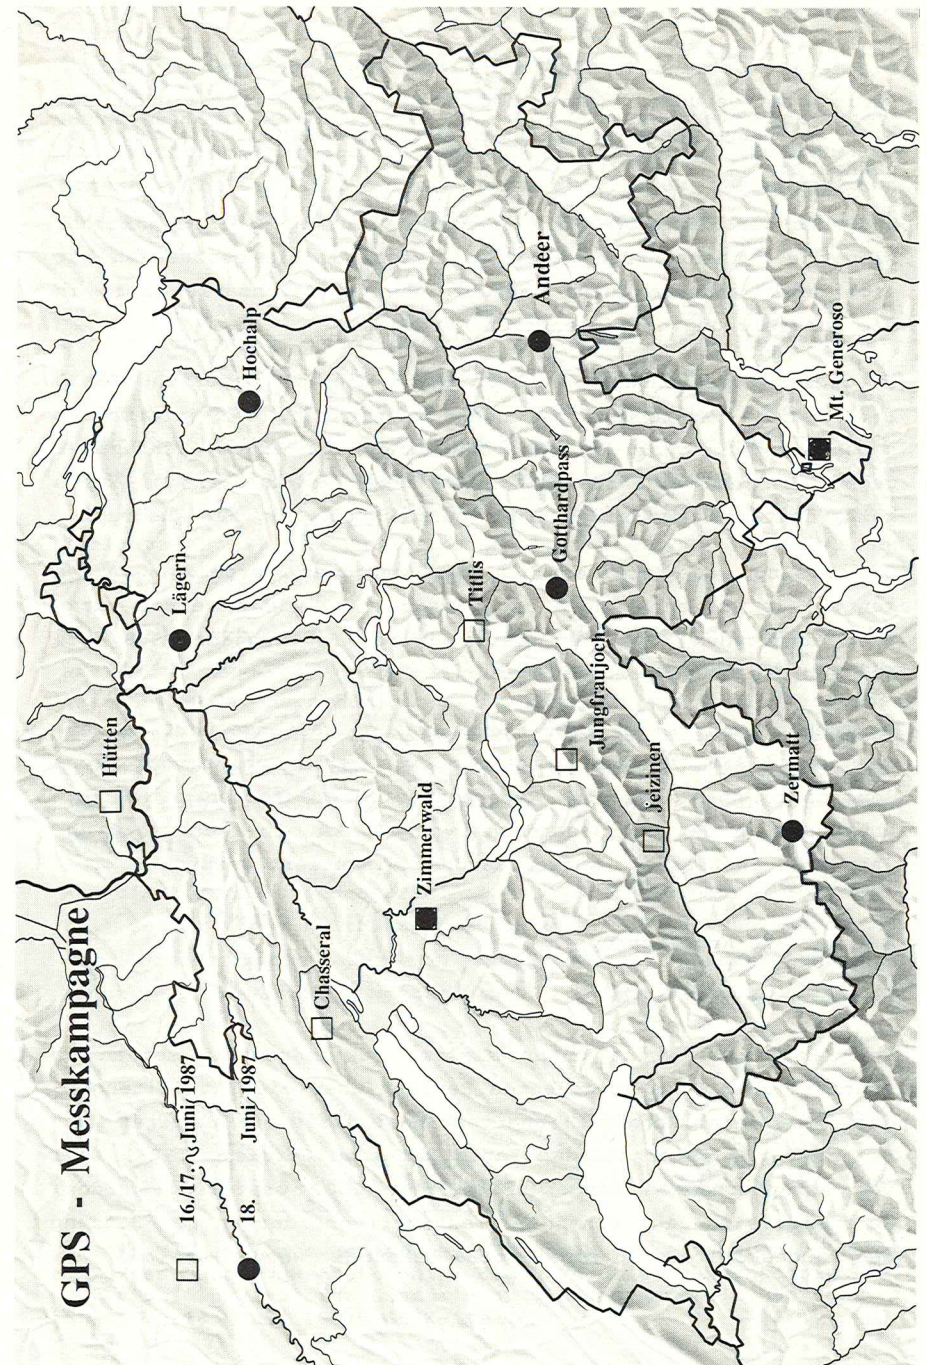 GPS - Messkampagne
16./17. Juni 1987
18. Juni 1987
Hütten
Lägern
Hochalp
Chasseral
Zimmerwald
Titlis
Andeer
Gotthardpass
Jungfraujoch
Jeizinen
Zermatt
Mt. Generoso